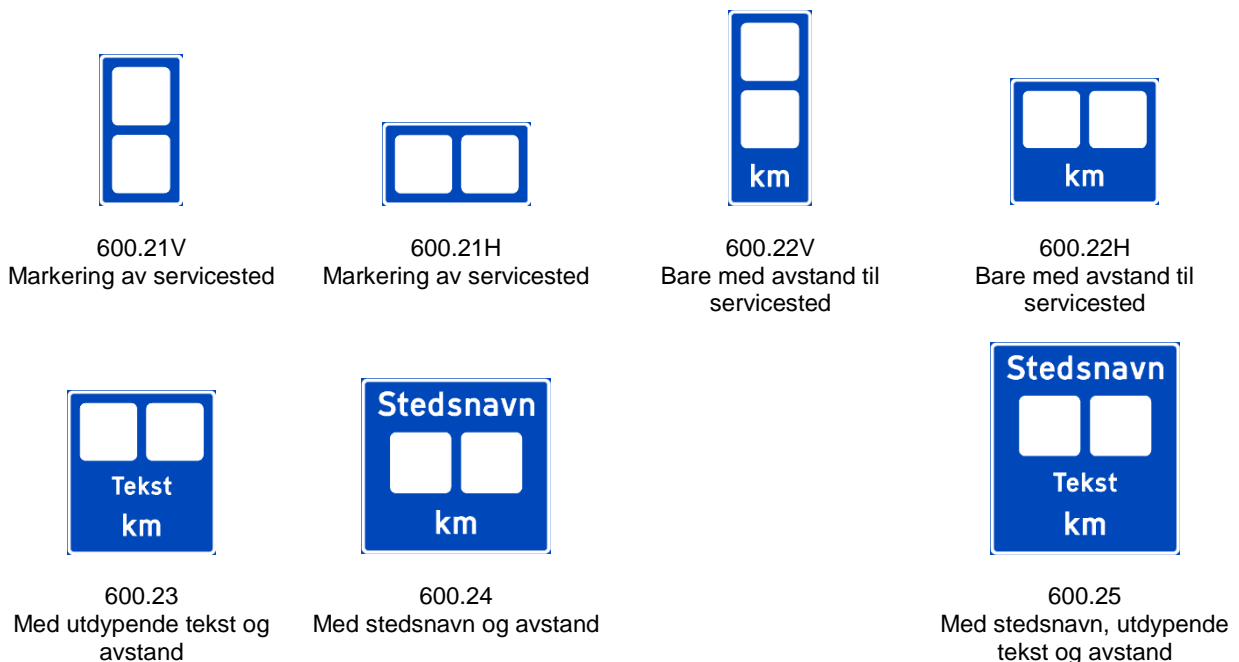 km
km
600.21V
Markering av servicested
600.21H
Markering av servicested
600.22V
Bare med avstand til
servicested
600.22H
Bare med avstand til
servicested
Tekst
km
Stedsnavn
km
Stedsnavn
Tekst
km
600.23
Med utdypende tekst og
avstand
600.24
Med stedsnavn og avstand
600.25
Med stedsnavn, utdypende
tekst og avstand